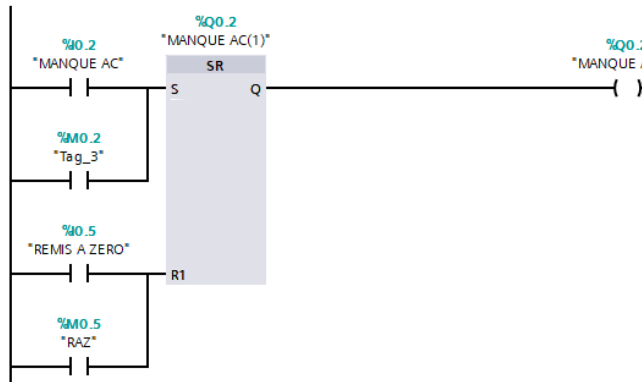 %Q0.2
"MANQUE AC(1)"
%I0.2
"MANQUE AC"
SR
S
Q
%M0.2
"Tag_3"
%I0.5
"REMIS A ZERO"
R1
%M0.5
"RAZ"
%Q0.2
"MANQUE A